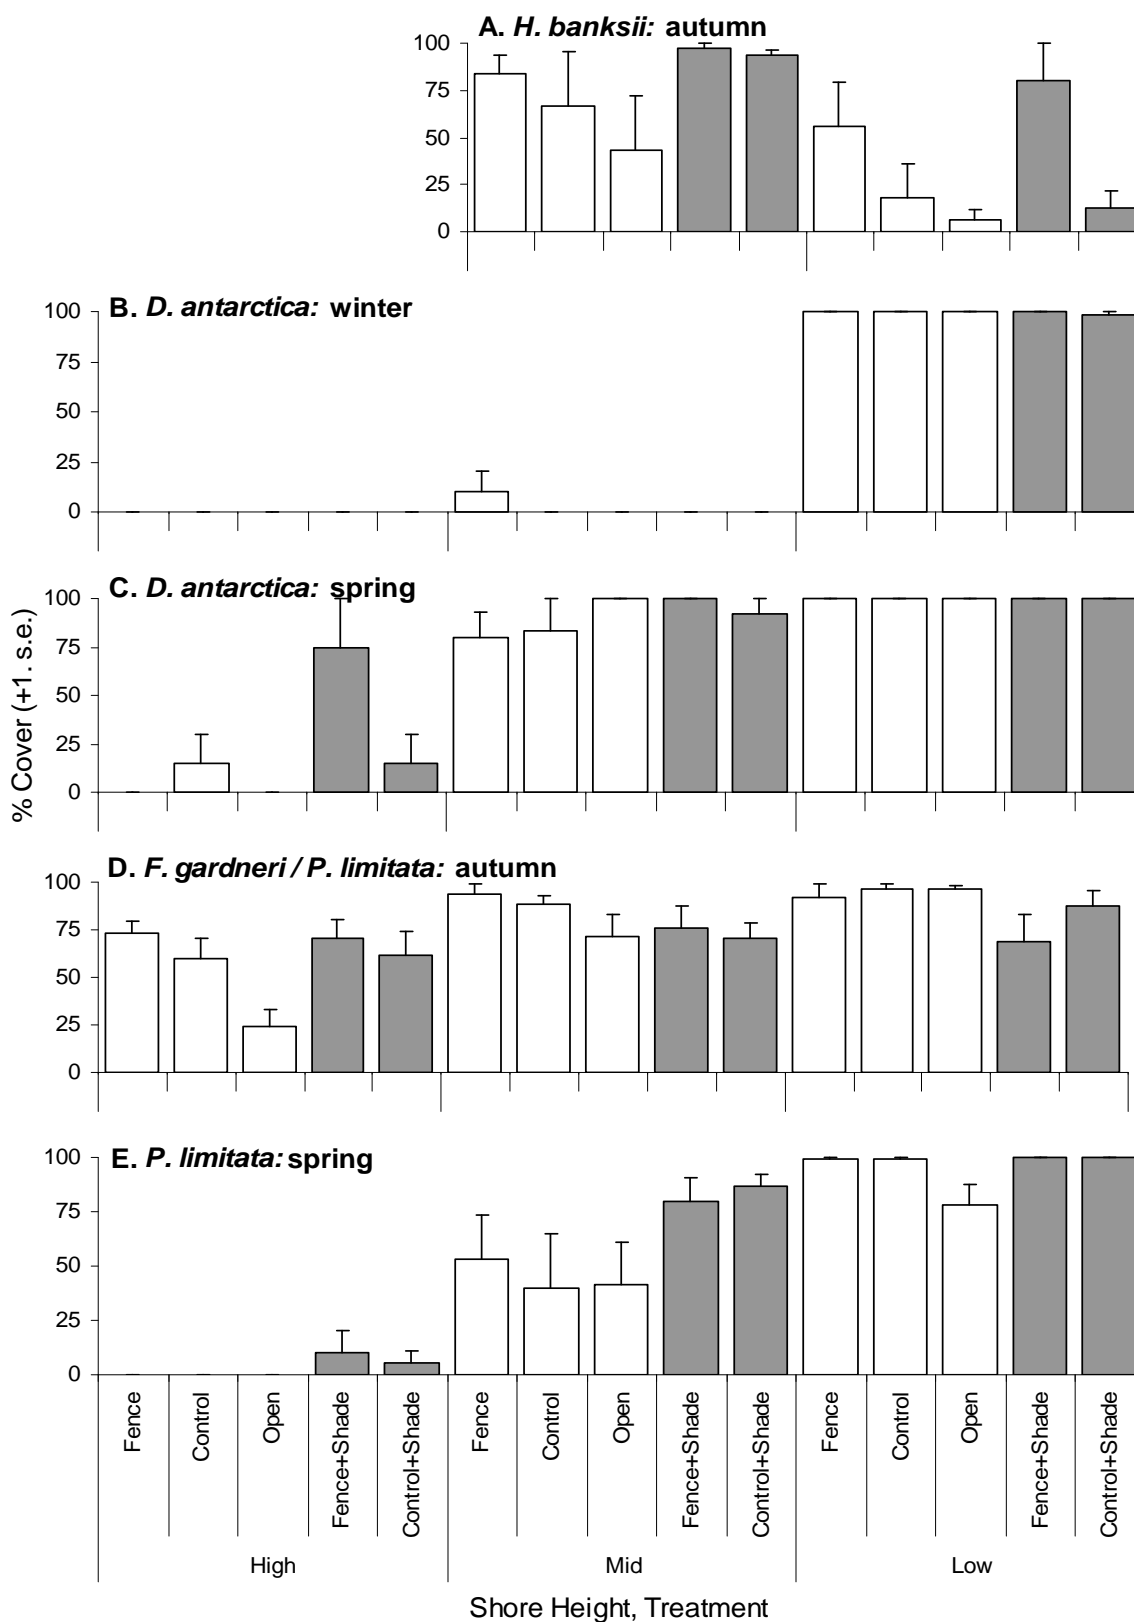 A. H. banksii: autumn
100
75
50
25
0
B. D. antarctica: winter
100
75
50
25
0
C. D. antarctica: spring
100
75
50
25
0
% Cover (+1. s.e.)
D. F. gardneri / P. limitata: autumn
100
75
50
25
0
E. P. limitata: spring
100
75
50
25
0
Fence
Control
Open
Fence+Shade
Control+Shade
Fence
Control
Open
Fence+Shade
Control+Shade
Fence
Control
Open
Fence+Shade
Control+Shade
High Mid Low
Shore Height, Treatment